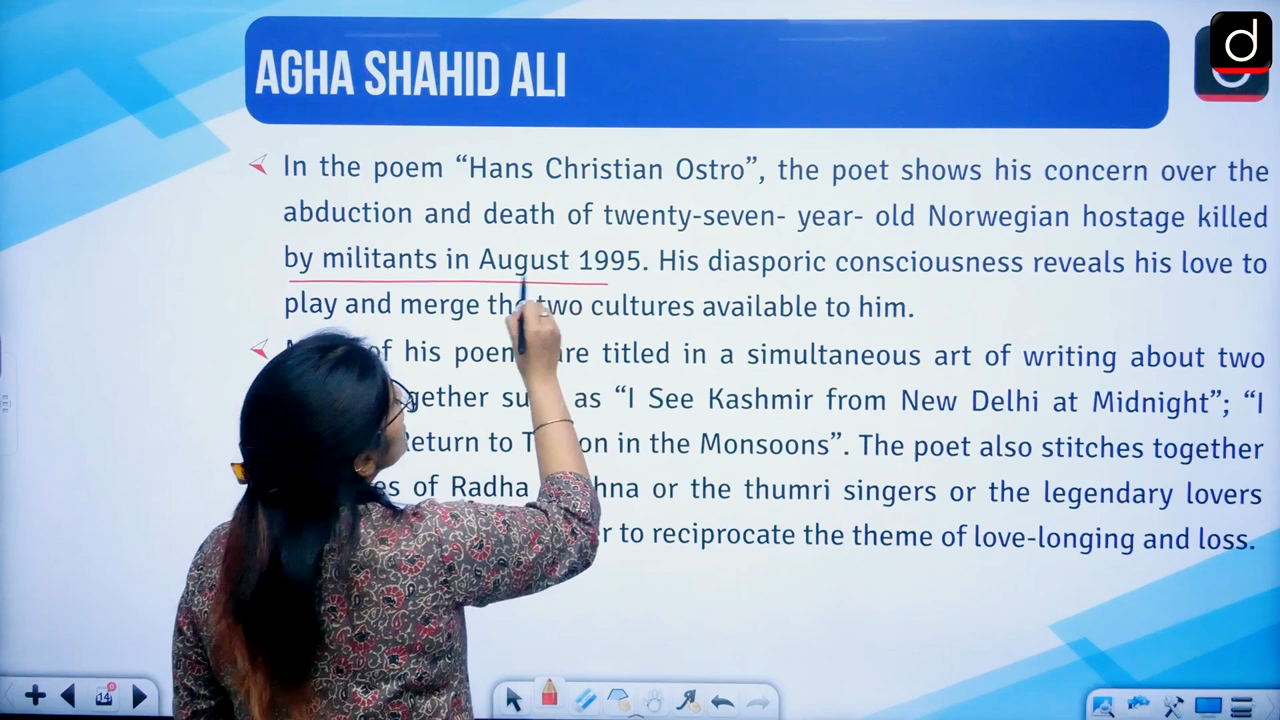 AGHA SHAHID ALI
d
In the poem “Hans Christian Ostro”, the poet shows his concern over the
abduction and death of twenty-seven- year- old Norwegian hostage killed
by militants in August 1995. His diasporic consciousness reveals his love to
play and merge the two cultures available to him.
of his are titled in a simultaneous art of writing about two
as “I See Kashmir from New Delhi at Midnight”; “I
Return to in the Monsoons”. The poet also stitches together
of Radha or the thumri singers or the legendary lovers
to reciprocate the theme of love-longing and loss.
14